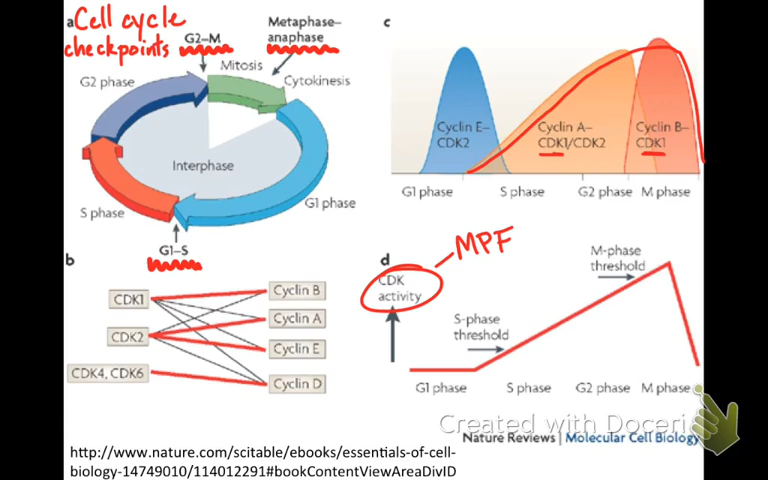 a Cell cycle
checkpoints
G2–M
Metaphase–
anaphase
Mitosis
Cytokinesis
G2 phase
Interphase
G1 phase
S phase
G1–S
b
CDK1
CDK2
CDK4, CDK6
Cyclin B
Cyclin A
Cyclin E
Cyclin D
c
Cyclin E–
CDK2
Cyclin A–
CDK1/CDK2
Cyclin B–
CDK1
G1 phase
S phase
G2 phase
M phase
d
MPF
CDK
activity
M-phase
threshold
S-phase
threshold
G1 phase
S phase
G2 phase
M phase
Created with Doceri
Nature Reviews | Molecular Cell Biology
http://www.nature.com/scitable/ebooks/essentials-of-cell-
biology-14749010/114012291#bookContentViewAreaDivID